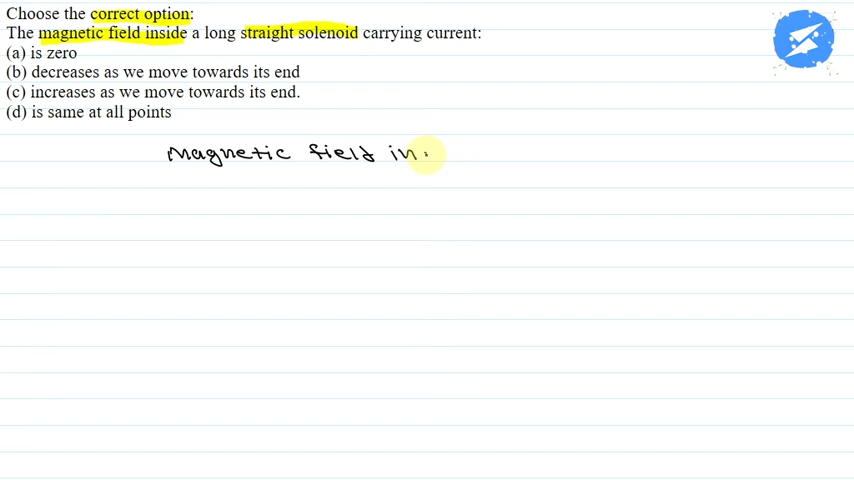 Choose the correct option:
The magnetic field inside a long straight solenoid carrying current:
(a) is zero
(b) decreases as we move towards its end
(c) increases as we move towards its end.
(d) is same at all points
Magnetic field in